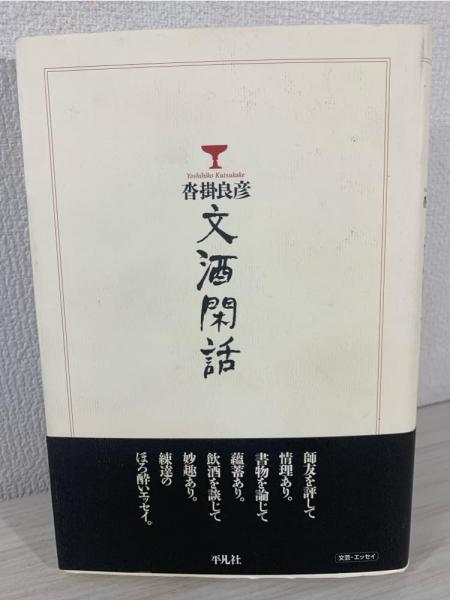 Yoshihiko Kutsukake
沓掛良彦
文酒閑話
師友を評して
情理あり。
書物を論じて
蘊蓄あり。
飲酒を談じて
妙趣あり。
練達の
ほろ酔いエッセイ。
平凡社
文芸・エッセイ